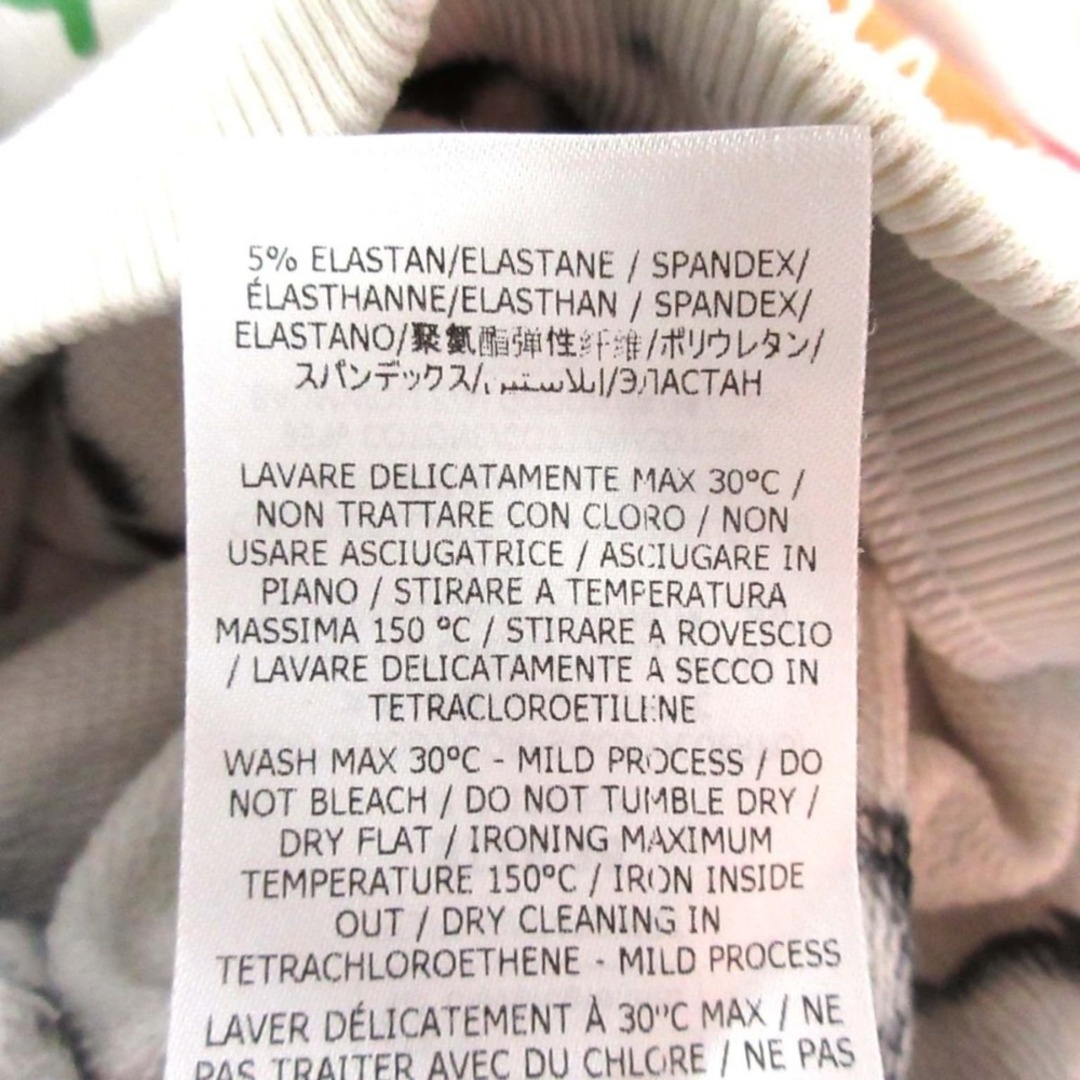 5% ELASTAN/ELASTANE / SPANDEX/
ÉLASTHANNE/ELASTHAN / SPANDEX/
ELASTANO/聚氨酯弹性纤维/ポリウレタン/
スパンデックス/إيلاستين/ЭЛАСТАН
LAVARE DELICATAMENTE MAX 30°C /
NON TRATTARE CON CLORO / NON
USARE ASCIUGATRICE / ASCIUGARE IN
PIANO / STIRARE A TEMPERATURA
MASSIMA 150 °C / STIRARE A ROVESCIO
/ LAVARE DELICATAMENTE A SECCO IN
TETRACLOROETILENE
WASH MAX 30°C - MILD PROCESS / DO
NOT BLEACH / DO NOT TUMBLE DRY /
DRY FLAT / IRONING MAXIMUM
TEMPERATURE 150°C / IRON INSIDE
OUT / DRY CLEANING IN
TETRACHLOROETHENE - MILD PROCESS
LAVER DÉLICATEMENT À 30°C MAX / NE
PAS TRAITER AVEC DU CHLORE / NE PAS